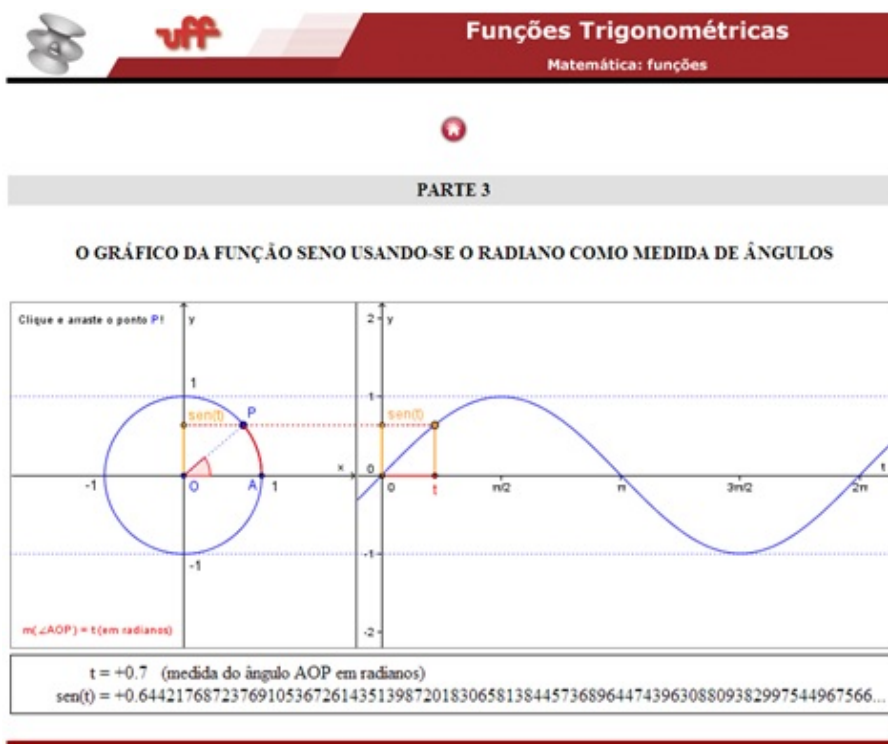 uff
Funções Trigonométricas
Matemática: funções
PARTE 3
O GRÁFICO DA FUNÇÃO SENO USANDO-SE O RADIANO COMO MEDIDA DE ÂNGULOS
Clique e arraste o ponto P!
y
1
sen(t)
P
x
-1
O
A
1
-1
m(∠AOP) = t (em radianos)
2
y
1
sen(t)
0
0
t
π/2
π
3π/2
2π
t
-1
-2
t = +0.7 (medida do ângulo AOP em radianos)
sen(t) = +0.644217687237691053672614351398720183065813844573689644743963088093829975449675 66...